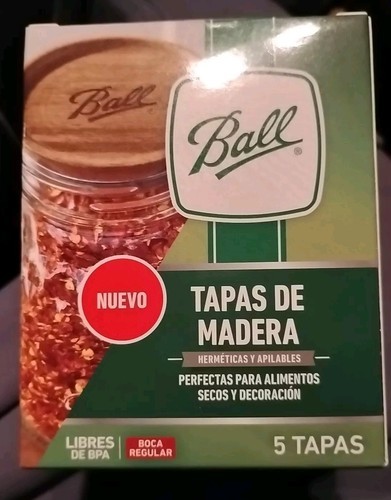 Ball
Ball®
NUEVO
TAPAS DE
MADERA
HERMÉTICAS Y APILABLES
PERFECTAS PARA ALIMENTOS
SECOS Y DECORACIÓN
LIBRES
DE BPA
BOCA
REGULAR
5 TAPAS